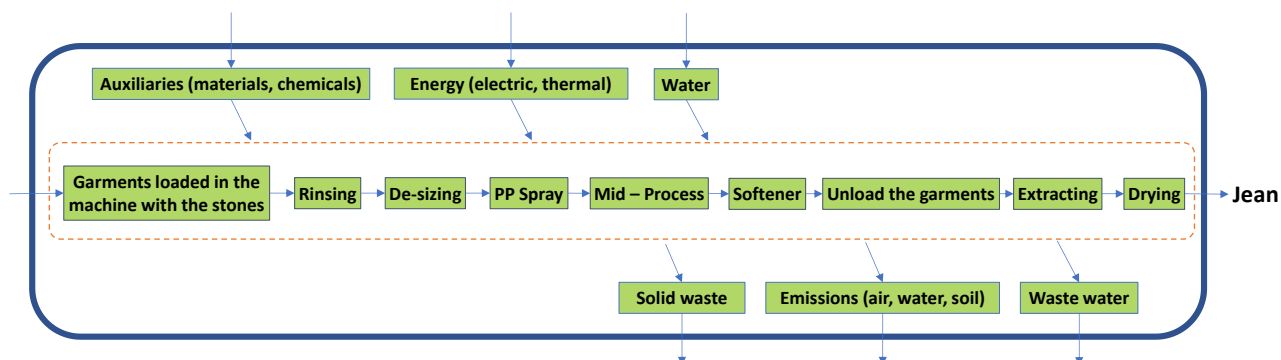 Auxiliaries (materials, chemicals)
Energy (electric, thermal)
Water
Garments loaded in the
machine with the stones
Rinsing
De-sizing
PP Spray
Mid – Process
Softener
Unload the garments
Extracting
Drying
Jean
Solid waste
Emissions (air, water, soil)
Waste water